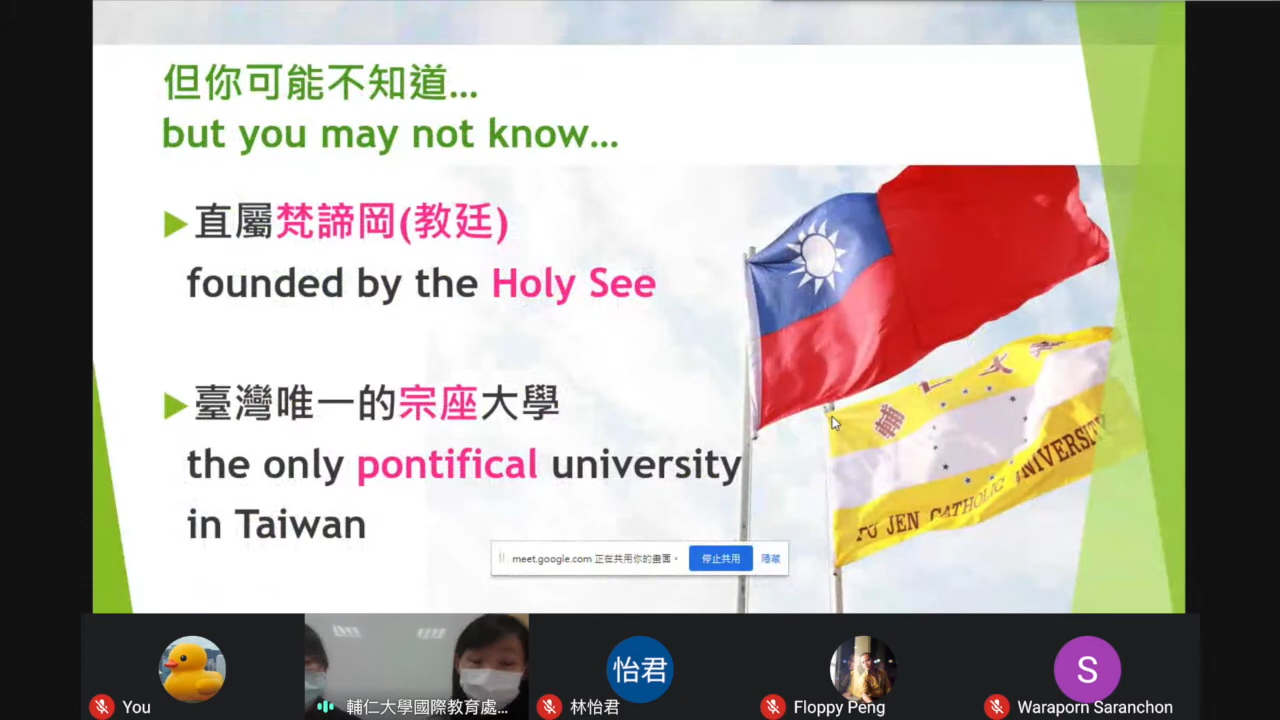 但你可能不知道...
but you may not know...
▶直屬梵諦岡(教廷)
founded by the Holy See
▶臺灣唯一的宗座大學
the only pontifical university
in Taiwan
輔仁大
FU JEN CATHOLIC UNIVERSITY
meet.google.com 正在共用你的畫面。 停止共用 隱藏
怡君
S
You
輔仁大學國際教育處...
林怡君
Floppy Peng
Waraporn Saranchon